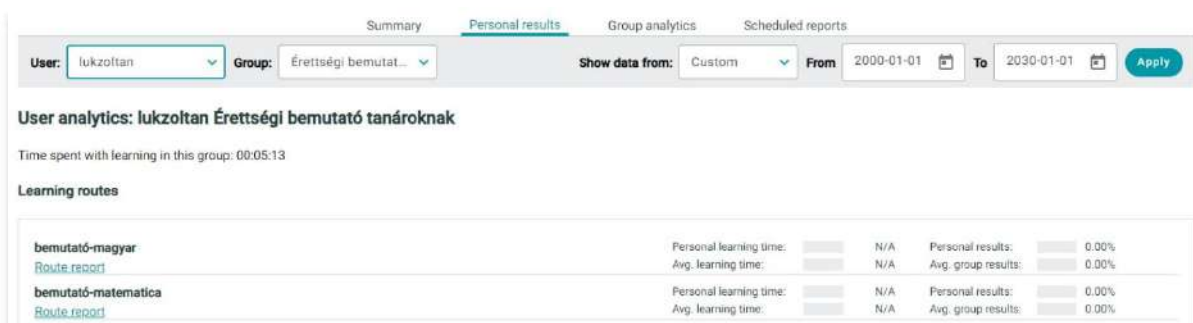 Summary Personal results Group analytics Scheduled reports
User: lukzoltan Group: Érettségi bemutat... Show data from: Custom From 2000-01-01 To 2030-01-01 Apply
User analytics: lukzoltan Érettségi bemutató tanároknak
Time spent with learning in this group: 00:05:13
Learning routes
bemutató-magyar Personal learning time: N/A Personal results: 0.00%
Route report Avg. learning time: N/A Avg. group results: 0.00%
bemutató-matematica Personal learning time: N/A Personal results: 0.00%
Route report Avg. learning time: N/A Avg. group results: 0.00%